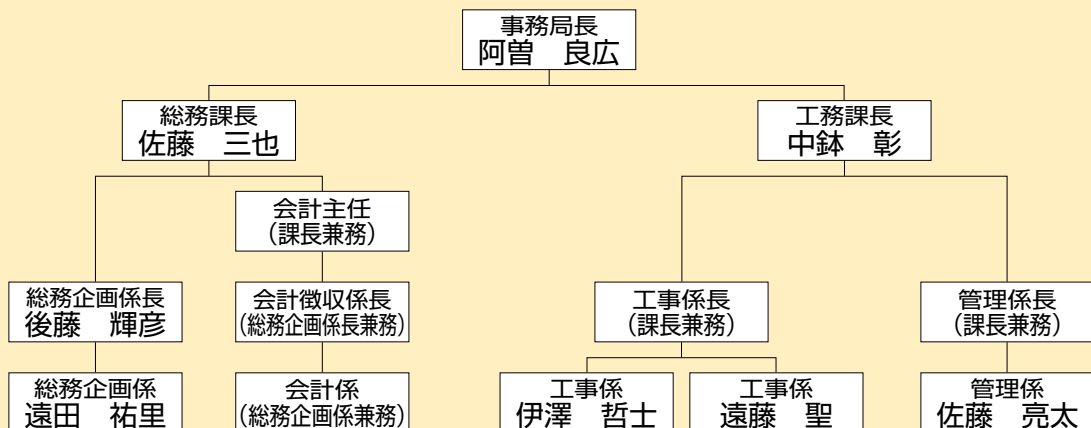 事務局長
阿曽　良広
総務課長
佐藤　三也
工務課長
中鉢　彰
会計主任
（課長兼務）
総務企画係長
後藤　輝彦
会計徴収係長
（総務企画係長兼務）
工事係長
（課長兼務）
管理係長
（課長兼務）
総務企画係
遠田　祐里
会計係
（総務企画係兼務）
工事係
伊澤　哲士
工事係
遠藤　聖
管理係
佐藤　亮太